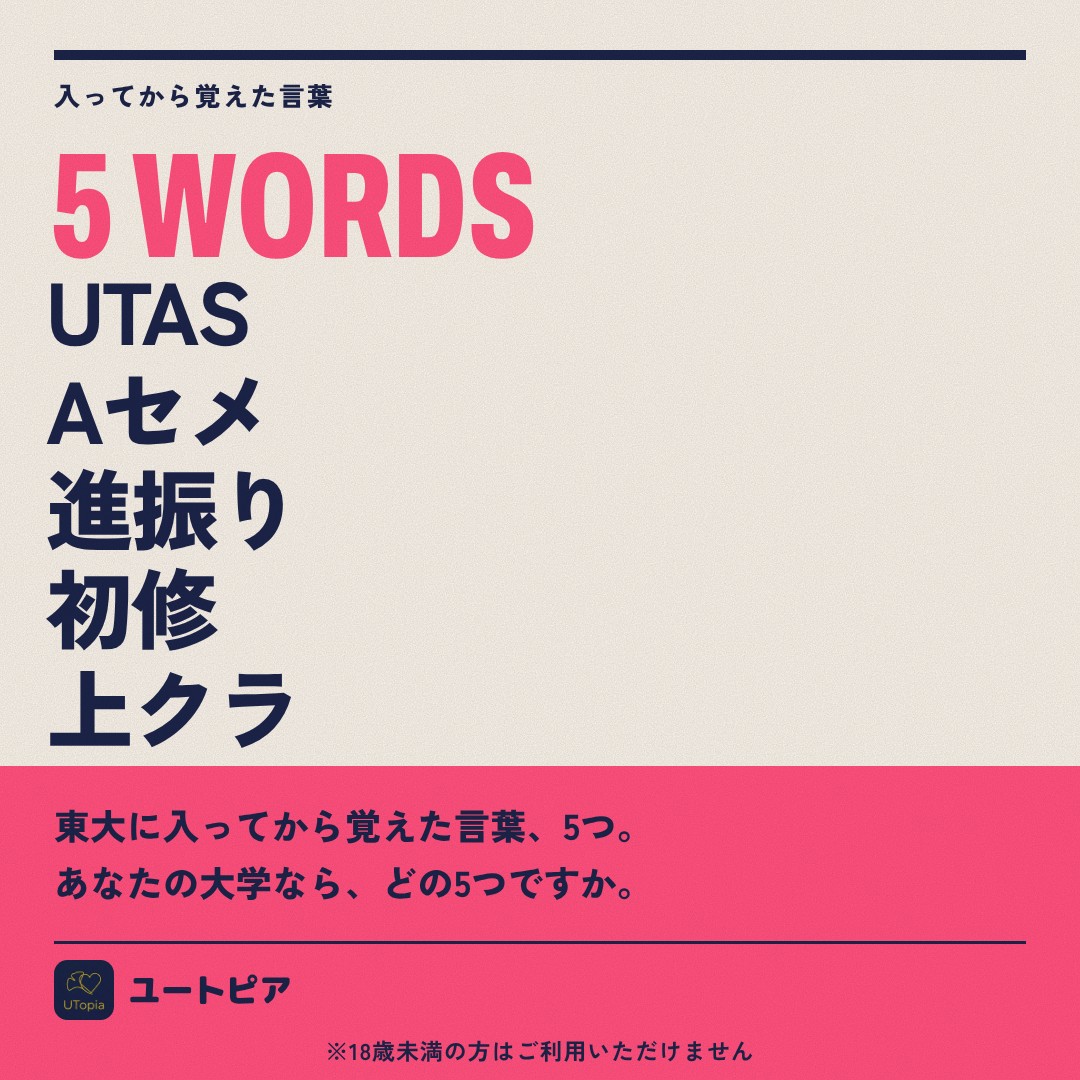 入ってから覚えた言葉
5 WORDS
UTAS
Aセメ
進振り
初修
上クラ
東大に入ってから覚えた言葉、5つ。
あなたの大学なら、どの5つですか。
UTopia
ユートピア
※18歳未満の方はご利用いただけません